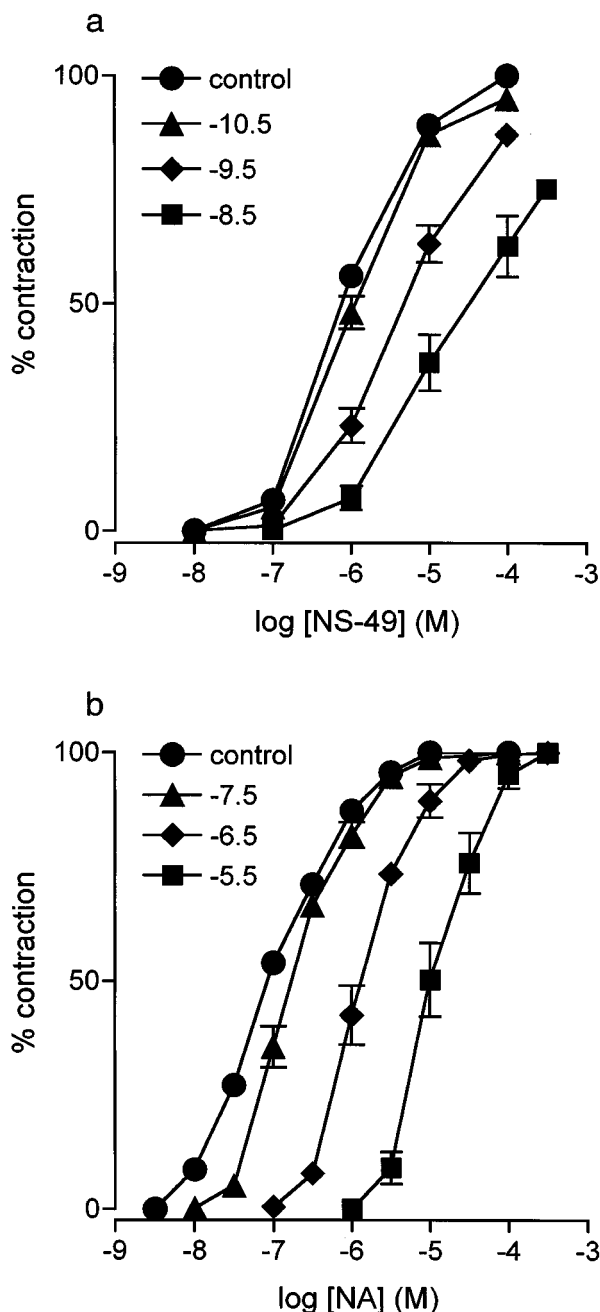 a
100
control
-10.5
-9.5
-8.5
50
0
% contraction
-9 -8 -7 -6 -5 -4 -3
log [NS-49] (M)
b
100
control
-7.5
-6.5
-5.5
50
0
% contraction
-9 -8 -7 -6 -5 -4 -3
log [NA] (M)